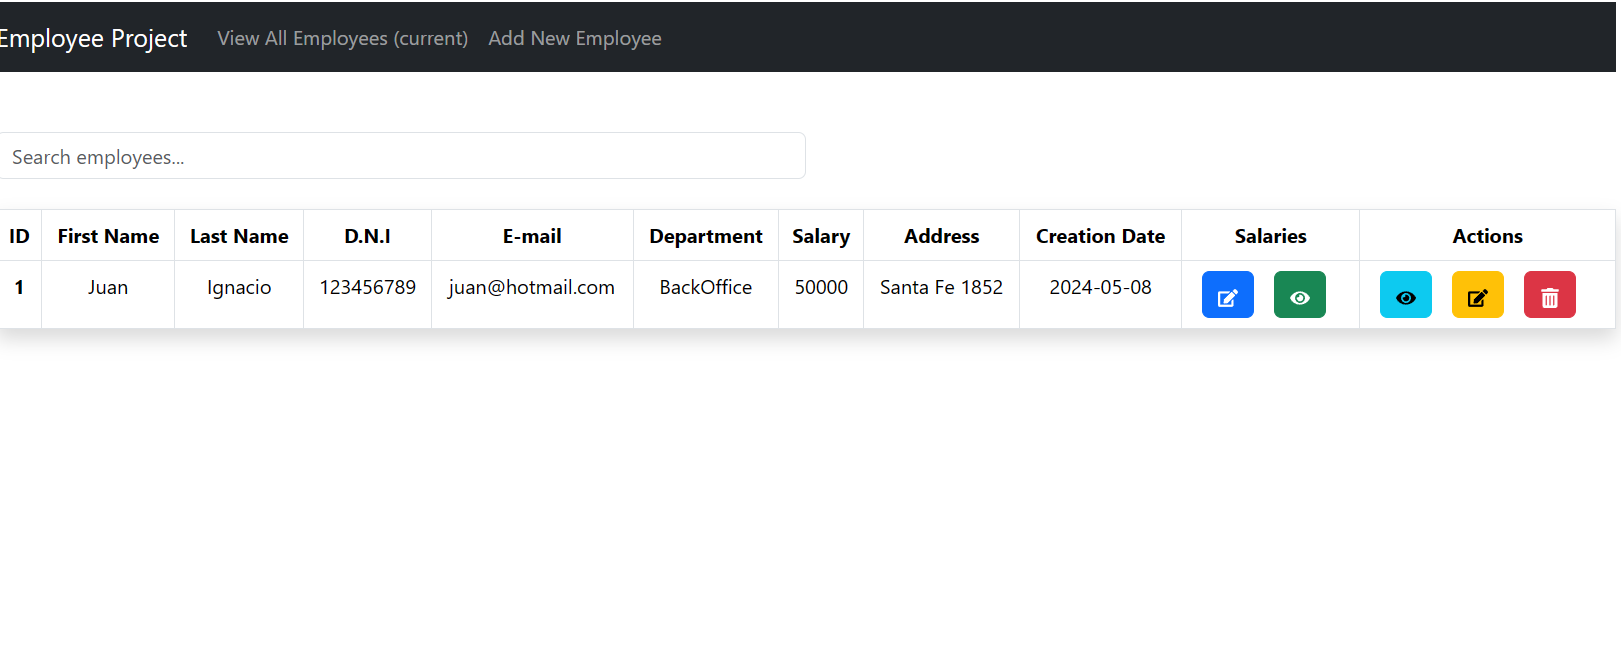 Employee Project View All Employees (current) Add New Employee
Search employees...
ID First Name Last Name D.N.I E-mail Department Salary Address Creation Date Salaries Actions
1 Juan Ignacio 123456789 juan@hotmail.com BackOffice 50000 Santa Fe 1852 2024-05-08